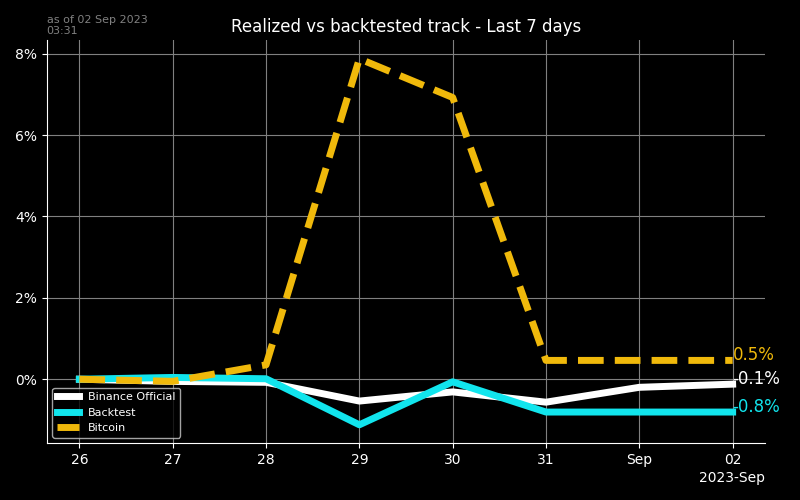 as of 02 Sep 2023
03:31
Realized vs backtested track - Last 7 days
8%
6%
4%
2%
0%
0.5%
-0.1%
-0.8%
Binance Official
Backtest
Bitcoin
26 27 28 29 30 31 Sep 02
2023-Sep